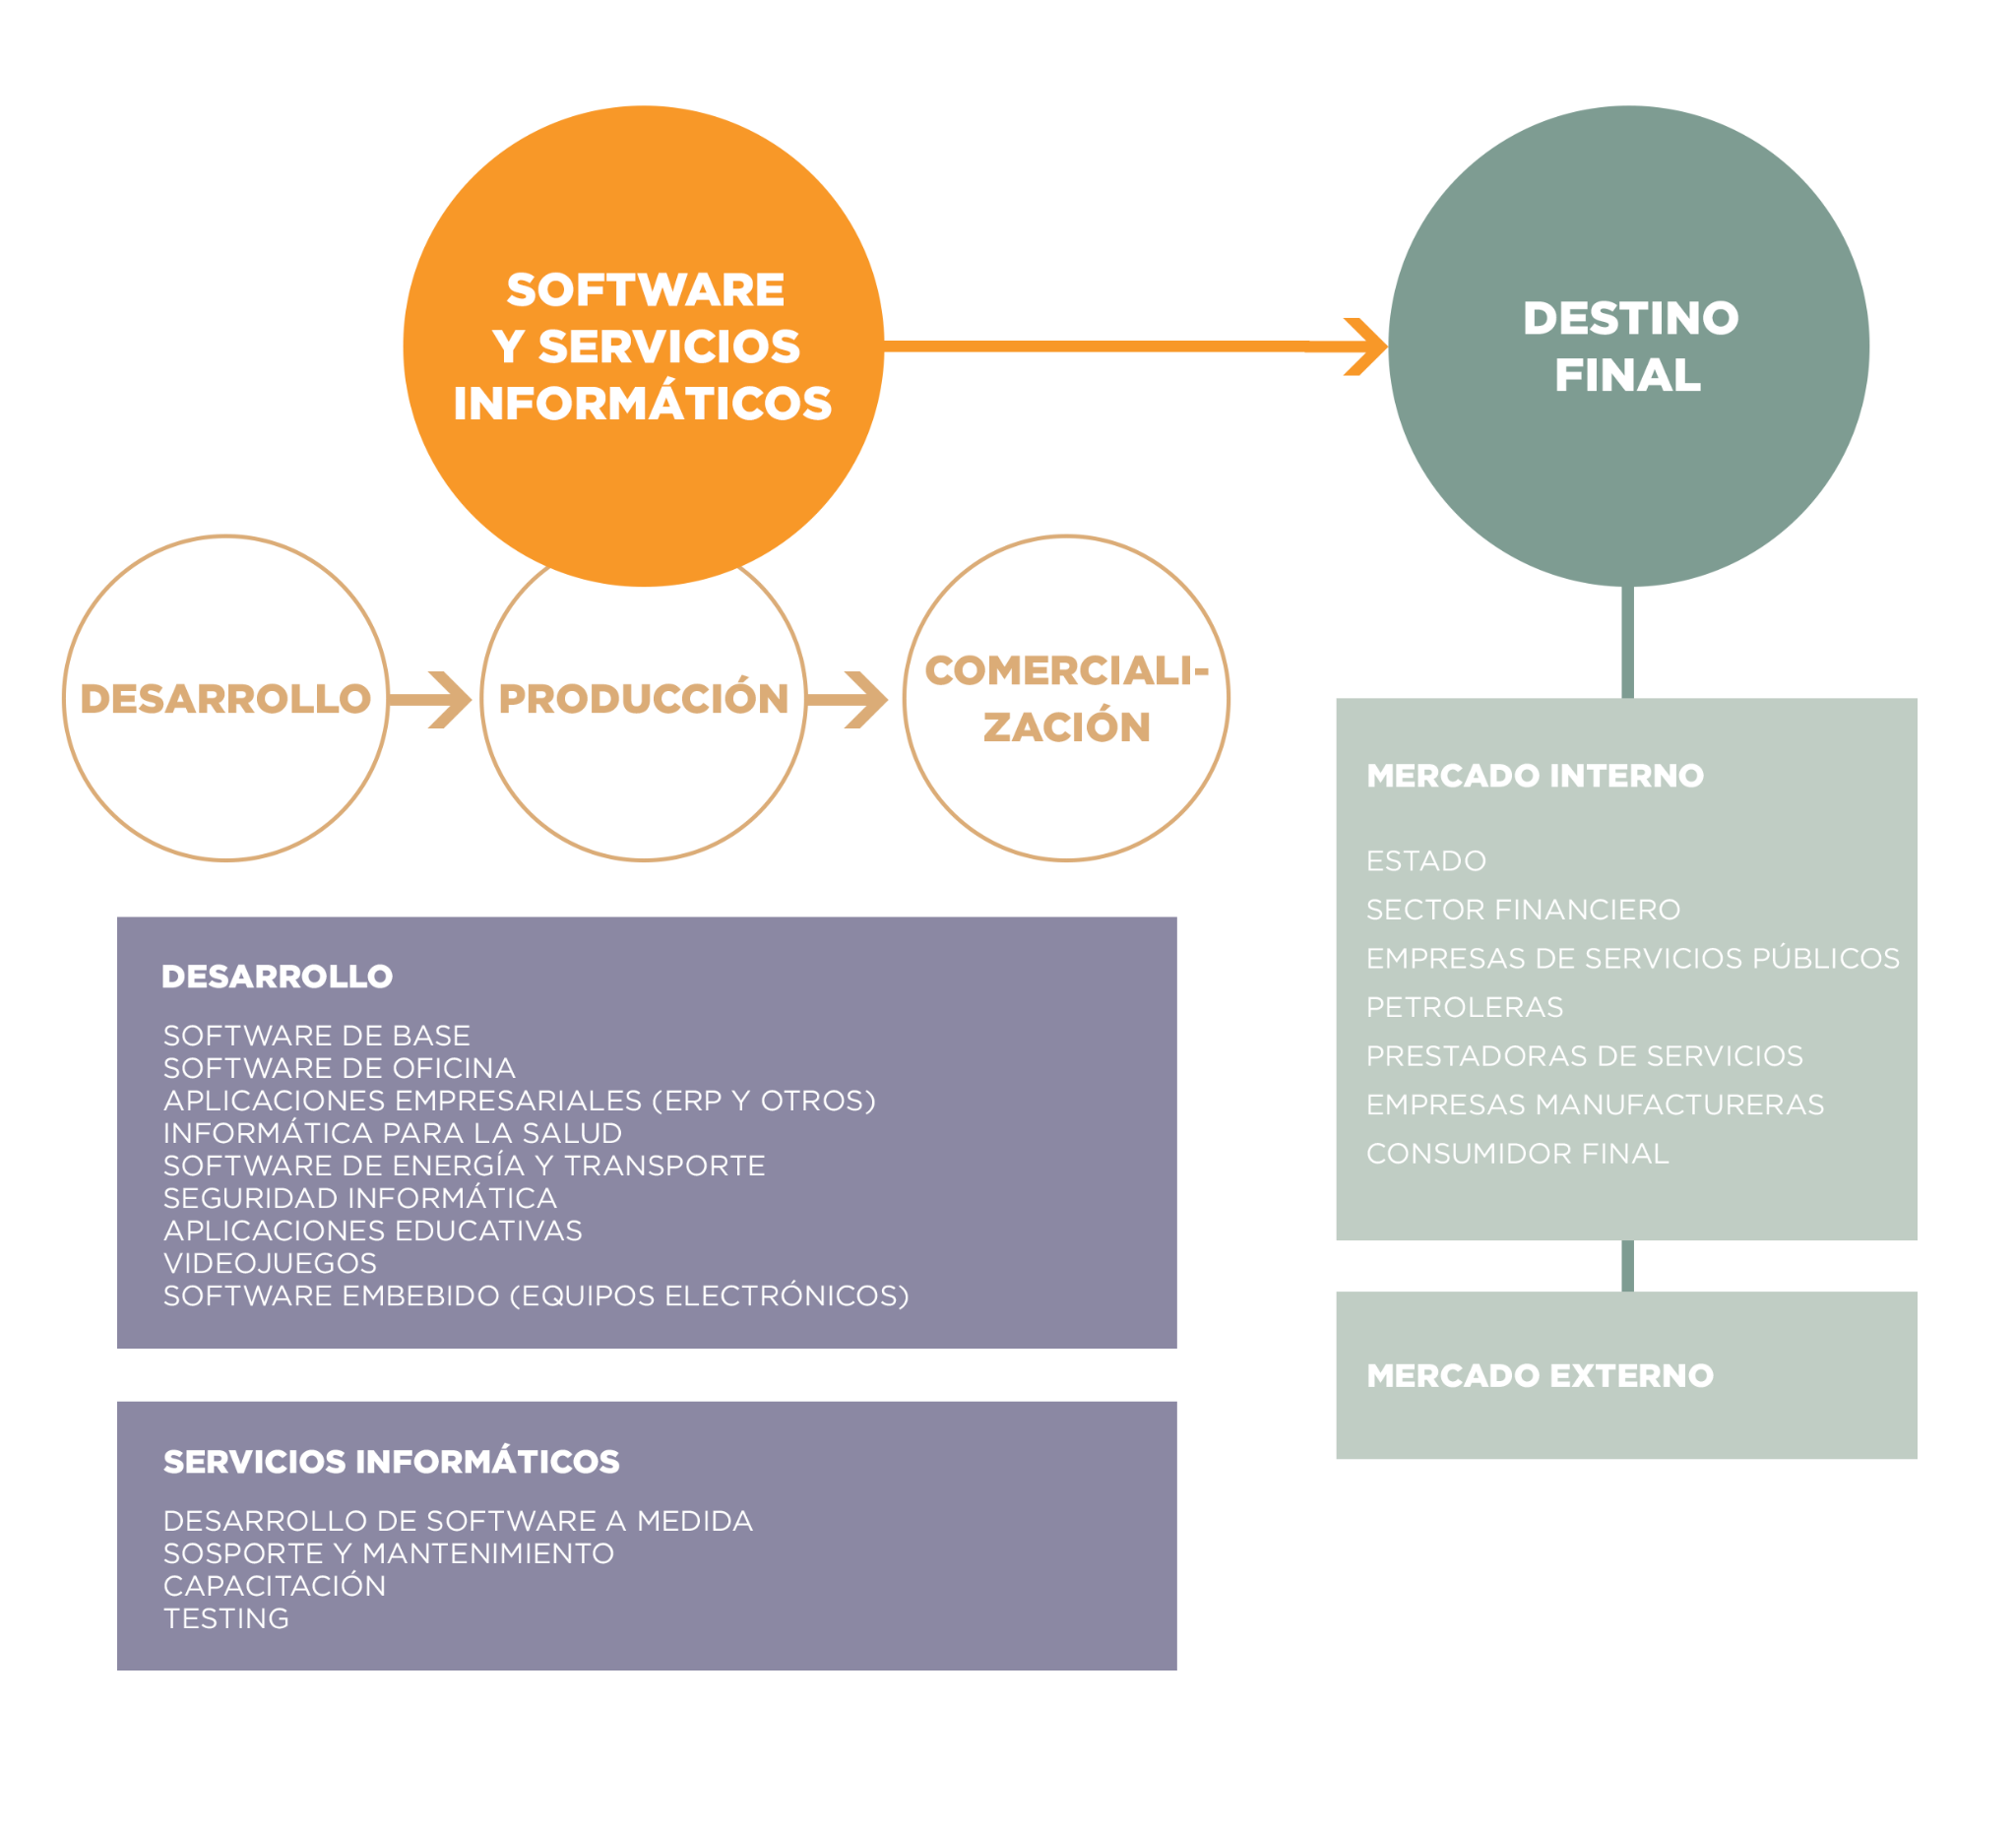 SOFTWARE
Y SERVICIOS
INFORMÁTICOS
DESTINO
FINAL
DESARROLLO
PRODUCCIÓN
COMERCIALI-
ZACIÓN
DESARROLLO
SOFTWARE DE BASE
SOFTWARE DE OFICINA
APLICACIONES EMPRESARIALES (ERP Y OTROS)
INFORMÁTICA PARA LA SALUD
SOFTWARE DE ENERGÍA Y TRANSPORTE
SEGURIDAD INFORMÁTICA
APLICACIONES EDUCATIVAS
VIDEOJUEGOS
SOFTWARE EMBEBIDO (EQUIPOS ELECTRÓNICOS)
SERVICIOS INFORMÁTICOS
DESARROLLO DE SOFTWARE A MEDIDA
SOSPORTE Y MANTENIMIENTO
CAPACITACIÓN
TESTING
MERCADO INTERNO
ESTADO
SECTOR FINANCIERO
EMPRESAS DE SERVICIOS PÚBLICOS
PETROLERAS
PRESTADORAS DE SERVICIOS
EMPRESAS MANUFACTURERAS
CONSUMIDOR FINAL
MERCADO EXTERNO